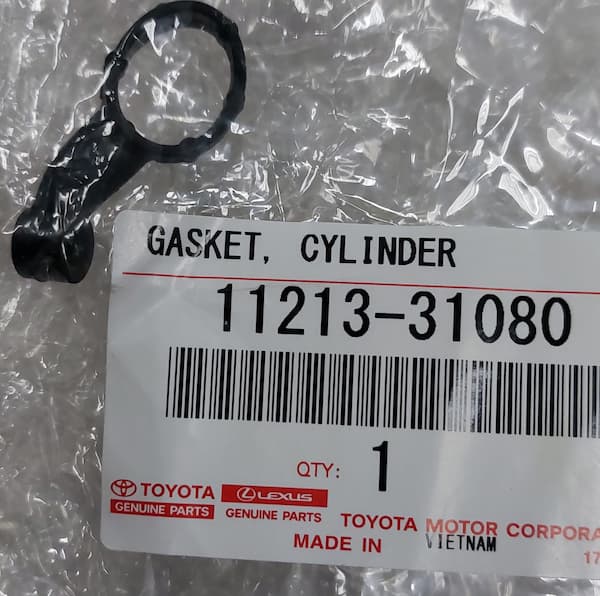 GASKET, CYLINDER
11213-31080
QTY: 1
TOYOTA LEXUS
GENUINE PARTS GENUINE PARTS
TOYOTA MOTOR CORPORA
MADE IN VIETNAM
17